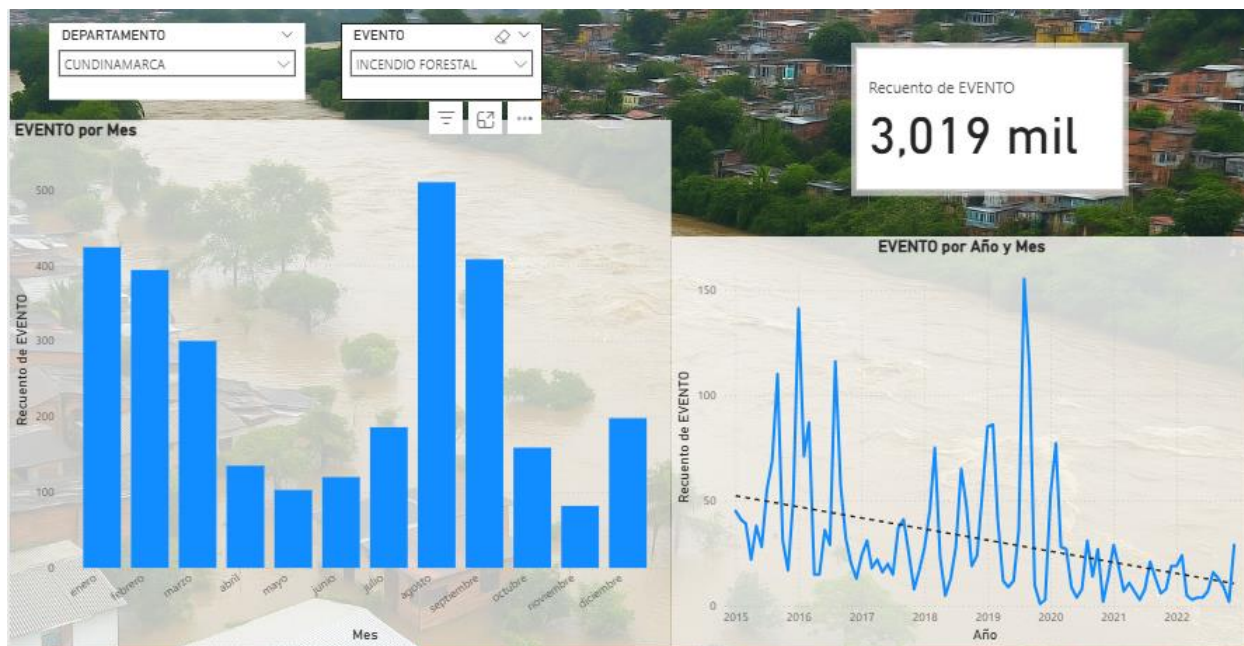 DEPARTAMENTO
CUNDINAMARCA
EVENTO
INCENDIO FORESTAL
Recuento de EVENTO
3,019 mil
EVENTO por Mes
Recuento de EVENTO
500
400
300
200
100
0
enero
febrero
marzo
abril
mayo
junio
julio
agosto
septiembre
octubre
noviembre
diciembre
Mes
EVENTO por Año y Mes
Recuento de EVENTO
150
100
50
0
2015
2016
2017
2018
2019
2020
2021
2022
Año